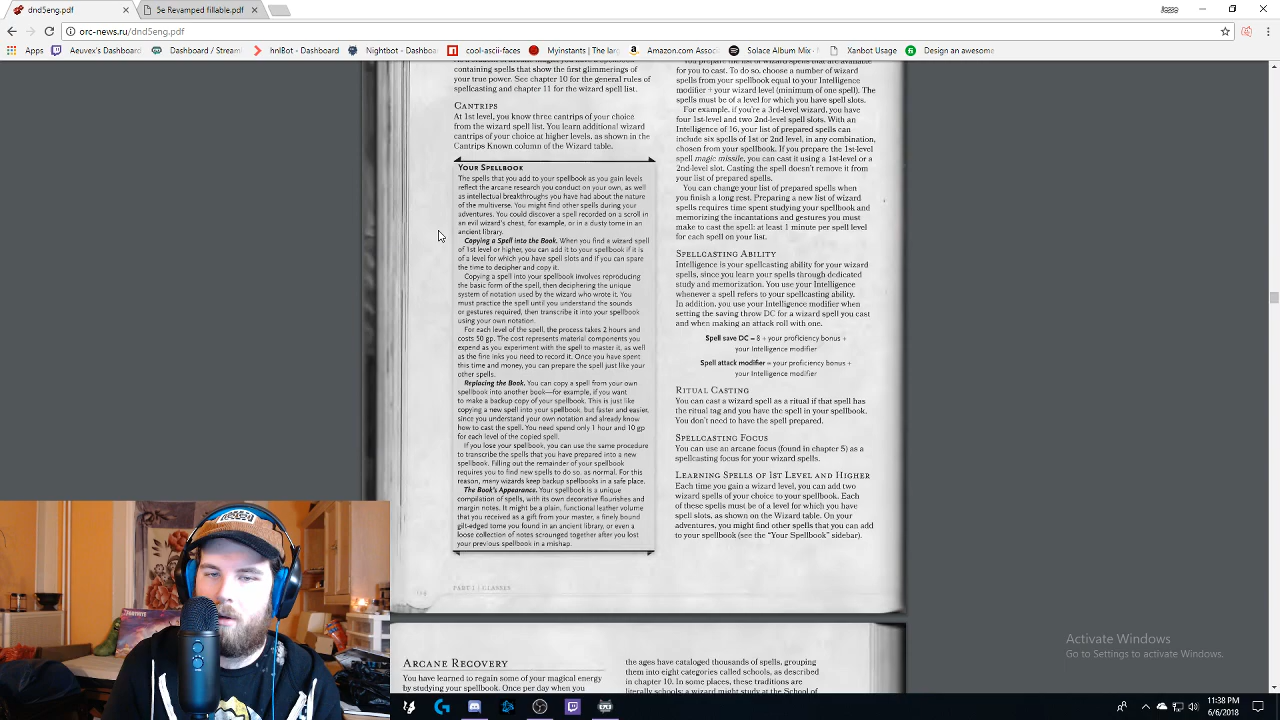 dnd5eng.pdf
5e Revamped fillable.pdf
orc-news.ru/dnd5eng.pdf
Apps
Aeuvex's Dashboard
Dashboard / Stream
hnlBot - Dashboard
Nightbot - Dashboard
cool-ascii-faces
Myinstants | The larg
Amazon.com Associ
Solace Album Mix -
Xanbot Usage
Design an awesome
containing spells that show the first glimmerings of
your true power. See chapter 10 for the general rules of
spellcasting and chapter 11 for the wizard spell list.
CANTRIPS
At 1st level, you know three cantrips of your choice
from the wizard spell list. You learn additional wizard
cantrips of your choice at higher levels, as shown in the
Cantrips Known column of the Wizard table.
YOUR SPELLBOOK
The spells that you add to your spellbook as you gain levels
reflect the arcane research you conduct on your own, as well
as intellectual breakthroughs you have had about the nature
of the multiverse. You might find other spells during your
adventures. You could discover a spell recorded on a scroll in
an evil wizard's chest, for example, or in a dusty tome in an
ancient library.
Copying a Spell into the Book. When you find a wizard spell
of 1st level or higher, you can add it to your spellbook if it is
of a level for which you have spell slots and if you can spare
the time to decipher and copy it.
Copying a spell into your spellbook involves reproducing
the basic form of the spell, then deciphering the unique
system of notation used by the wizard who wrote it. You
must practice the spell until you understand the sounds
or gestures required, then transcribe it into your spellbook
using your own notation.
For each level of the spell, the process takes 2 hours and
costs 50 gp. The cost represents material components you
expend as you experiment with the spell to master it, as well
as the fine inks you need to record it. Once you have spent
this time and money, you can prepare the spell just like your
other spells.
Replacing the Book. You can copy a spell from your own
spellbook into another book—for example, if you want
to make a backup copy of your spellbook. This is just like
copying a new spell into your spellbook, but faster and easier,
since you understand your own notation and already know
how to cast the spell. You need spend only 1 hour and 10 gp
for each level of the copied spell.
If you lose your spellbook, you can use the same procedure
to transcribe the spells that you have prepared into a new
spellbook. Filling out the remainder of your spellbook
requires you to find new spells to do so, as normal. For this
reason, many wizards keep backup spellbooks in a safe place.
The Book's Appearance. Your spellbook is a unique
compilation of spells, with its own decorative flourishes and
margin notes. It might be a plain, functional leather volume
that you received as a gift from your master, a finely bound
gilt-edged tome you found in an ancient library, or even a
loose collection of notes scrounged together after you lost
your previous spellbook in a mishap.
PART 1 | CLASSES
You prepare the list of wizard spells that are available
for you to cast. To do so, choose a number of wizard
spells from your spellbook equal to your Intelligence
modifier + your wizard level (minimum of one spell). The
spells must be of a level for which you have spell slots.
For example, if you're a 3rd-level wizard, you have
four 1st-level and two 2nd-level spell slots. With an
Intelligence of 16, your list of prepared spells can
include six spells of 1st or 2nd level, in any combination,
chosen from your spellbook. If you prepare the 1st-level
spell magic missile, you can cast it using a 1st-level or a
2nd-level slot. Casting the spell doesn't remove it from
your list of prepared spells.
You can change your list of prepared spells when
you finish a long rest. Preparing a new list of wizard
spells requires time spent studying your spellbook and
memorizing the incantations and gestures you must
make to cast the spell: at least 1 minute per spell level
for each spell on your list.
SPELLCASTING ABILITY
Intelligence is your spellcasting ability for your wizard
spells, since you learn your spells through dedicated
study and memorization. You use your Intelligence
whenever a spell refers to your spellcasting ability.
In addition, you use your Intelligence modifier when
setting the saving throw DC for a wizard spell you cast
and when making an attack roll with one.
Spell save DC = 8 + your proficiency bonus +
your Intelligence modifier
Spell attack modifier = your proficiency bonus +
your Intelligence modifier
RITUAL CASTING
You can cast a wizard spell as a ritual if that spell has
the ritual tag and you have the spell in your spellbook.
You don't need to have the spell prepared.
SPELLCASTING FOCUS
You can use an arcane focus (found in chapter 5) as a
spellcasting focus for your wizard spells.
LEARNING SPELLS OF 1ST LEVEL AND HIGHER
Each time you gain a wizard level, you can add two
wizard spells of your choice to your spellbook. Each
of these spells must be of a level for which you have
spell slots, as shown on the Wizard table. On your
adventures, you might find other spells that you can add
to your spellbook (see the "Your Spellbook" sidebar).
ARCANE RECOVERY
You have learned to regain some of your magical energy
by studying your spellbook. Once per day when you
the ages have cataloged thousands of spells, grouping
them into eight categories called schools, as described
in chapter 10. In some places, these traditions are
literally schools; a wizard might study at the School of
Activate Windows
Go to Settings to activate Windows.
FORTNITE
11:38 PM
6/6/2018